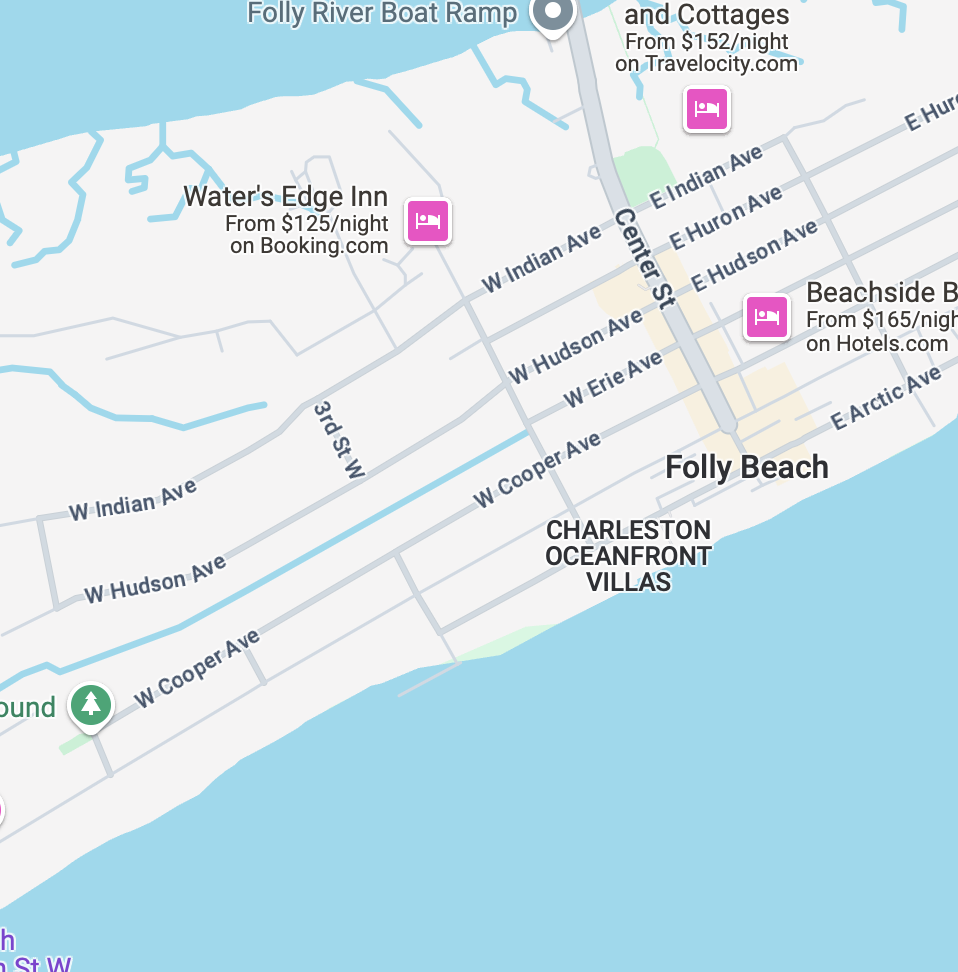 Folly River Boat Ramp
and Cottages
From $152/night
on Travelocity.com
E Huro
E Indian Ave
Water's Edge Inn
From $125/night
on Booking.com
E Huron Ave
W Indian Ave
Center St
E Hudson Ave
Beachside B
From $165/nigh
on Hotels.com
W Hudson Ave
W Erie Ave
E Arctic Ave
3rd St W
W Cooper Ave
Folly Beach
W Indian Ave
CHARLESTON
OCEANFRONT
VILLAS
W Hudson Ave
W Cooper Ave
ound
h
St W